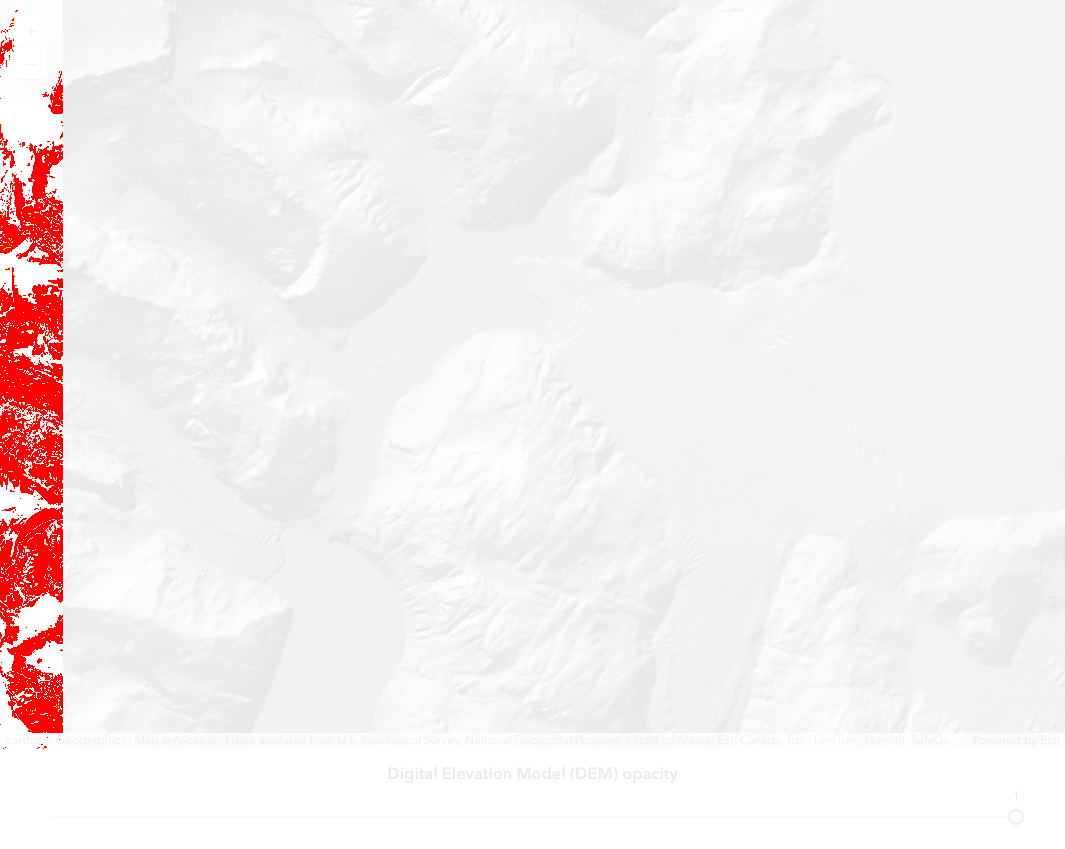 +
−
Earthstar Geographics | Map services and data available from U.S. Geological Survey, National Geospatial Program. | State of Alaska, Esri Canada, Esri, TomTom, Garmin, SafeGr... Powered by Esri
Digital Elevation Model (DEM) opacity
1